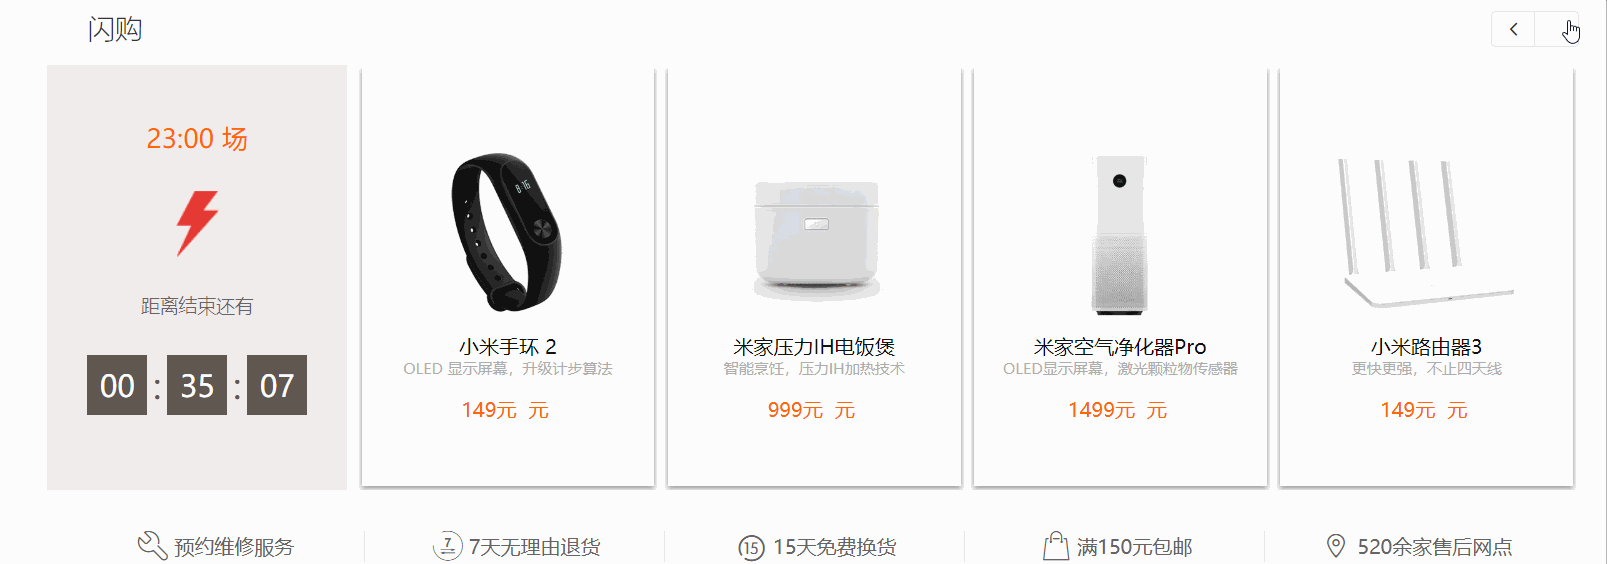 闪购
23:00 场
距离结束还有
00 : 35 : 07
8:16
小米手环 2
OLED 显示屏幕，升级计步算法
149元 元
米家压力IH电饭煲
智能烹饪，压力IH加热技术
999元 元
米家空气净化器Pro
OLED显示屏幕，激光颗粒物传感器
1499元 元
小米路由器3
更快更强，不止四天线
149元 元
预约维修服务
7
7天无理由退货
15
15天免费换货
满150元包邮
520余家售后网点